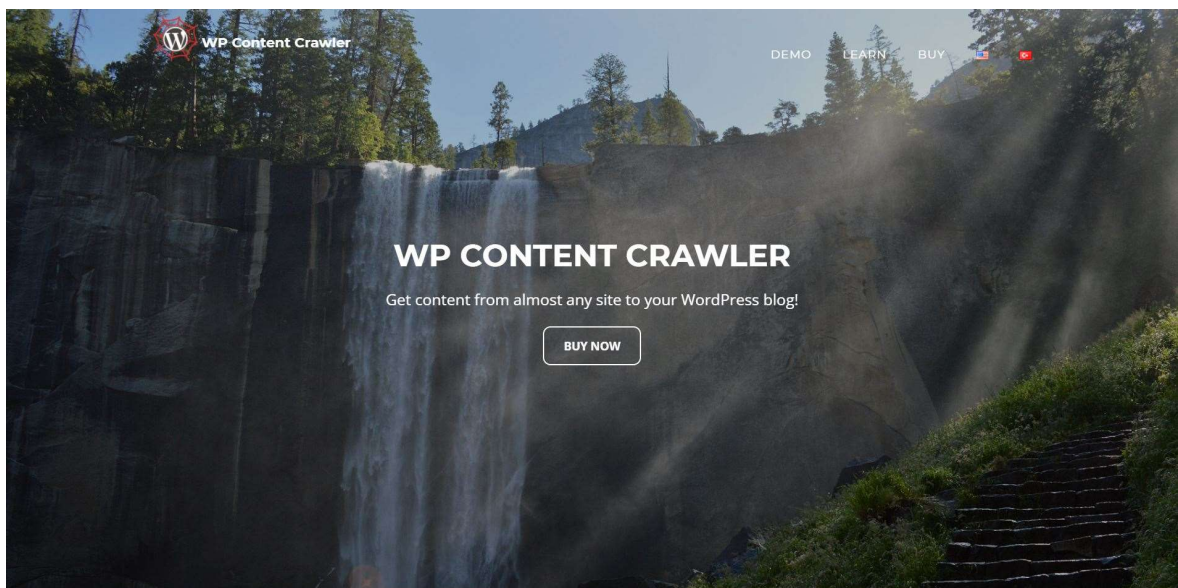 WP Content Crawler
DEMO LEARN BUY
WP CONTENT CRAWLER
Get content from almost any site to your WordPress blog!
BUY NOW